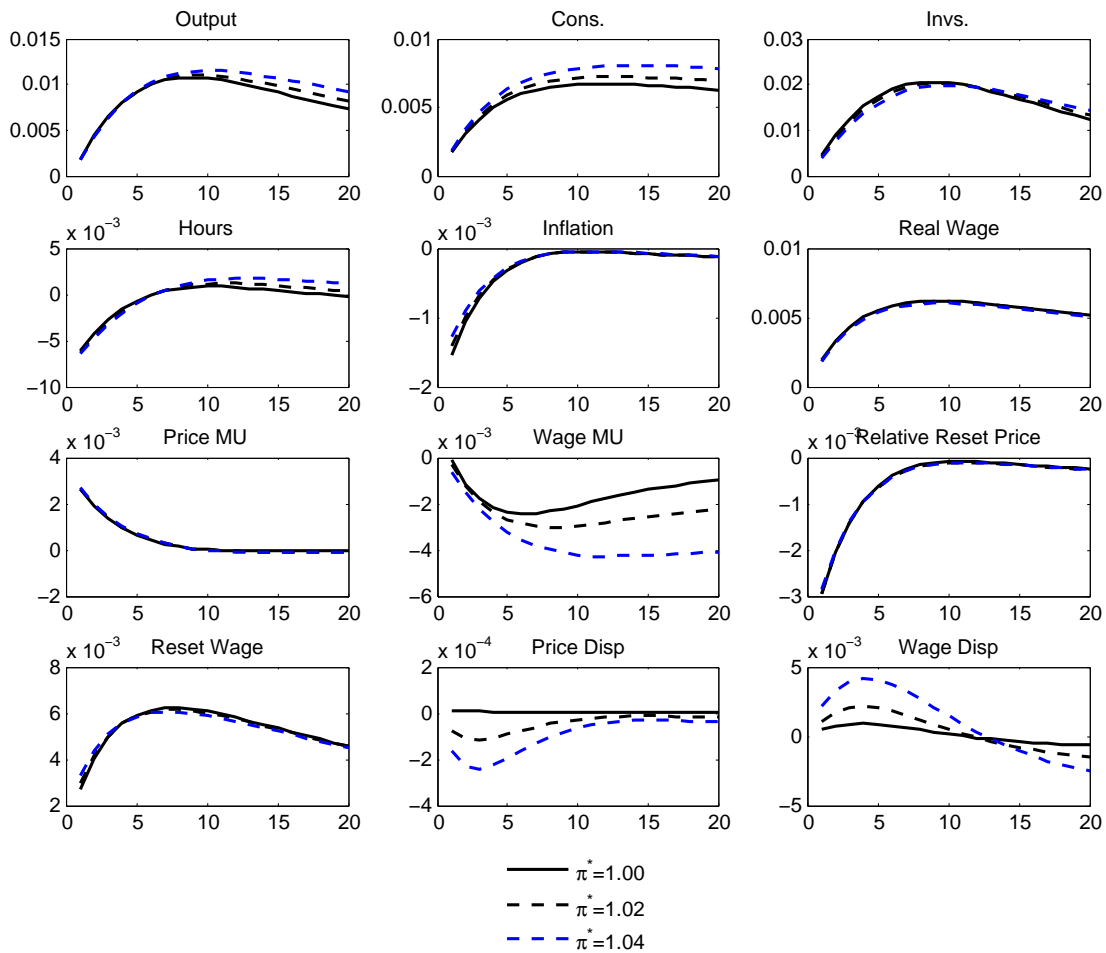 Output Cons. Invs.
0.015 0.01 0.03
0.01 0.02
0.005
0.005 0.01
0 0 0
0 5 10 15 20 0 5 10 15 20 0 5 10 15 20
x 10⁻³ Hours x 10⁻³ Inflation Real Wage
5 0 0.01
0
−1 0.005
−5
−10 −2 0
0 5 10 15 20 0 5 10 15 20 0 5 10 15 20
x 10⁻³ Price MU x 10⁻³ Wage MU x 10⁻³ Relative Reset Price
4 0 0
2 −2 −1
0 −4 −2
−2 −6 −3
0 5 10 15 20 0 5 10 15 20 0 5 10 15 20
x 10⁻³ Reset Wage x 10⁻⁴ Price Disp x 10⁻³ Wage Disp
8 2 5
6 0
0
4 −2
2 −4 −5
0 5 10 15 20 0 5 10 15 20 0 5 10 15 20
π*=1.00
π*=1.02
π*=1.04